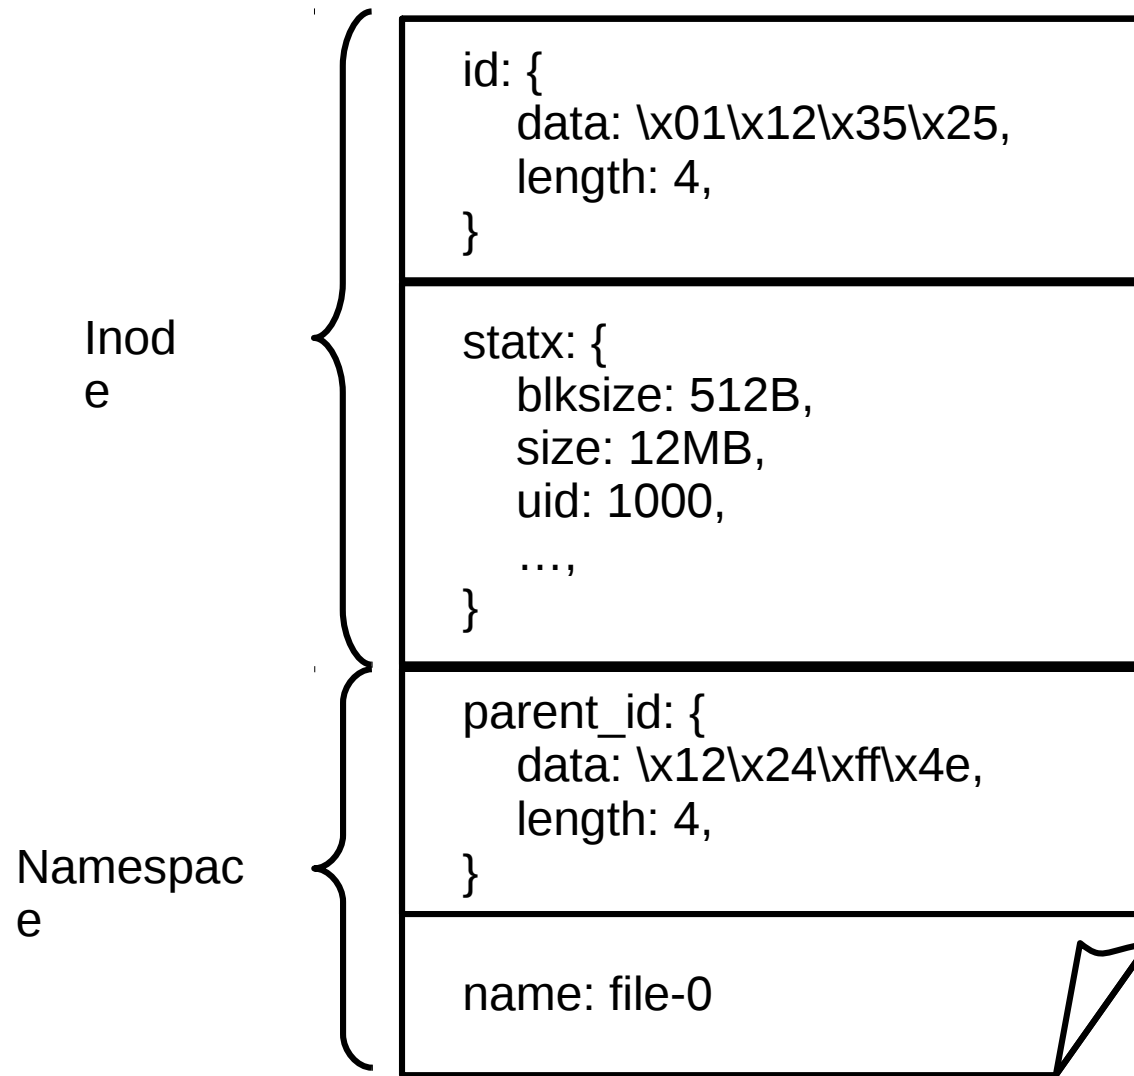 id: {
data: \x01\x12\x35\x25,
length: 4,
}
Inod
e
statx: {
blksize: 512B,
size: 12MB,
uid: 1000,
…,
}
parent_id: {
data: \x12\x24\xff\x4e,
length: 4,
}
Namespac
e
name: file-0